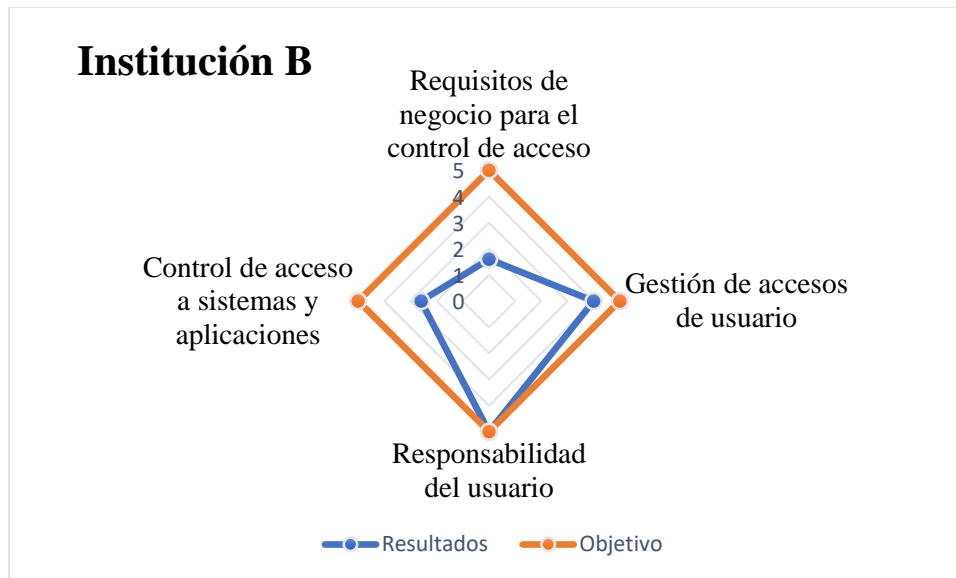 Institución B
Requisitos de
negocio para el
control de acceso
5
4
3
2
1
0
Control de acceso
a sistemas y
aplicaciones
Gestión de accesos
de usuario
Responsabilidad
del usuario
Resultados
Objetivo